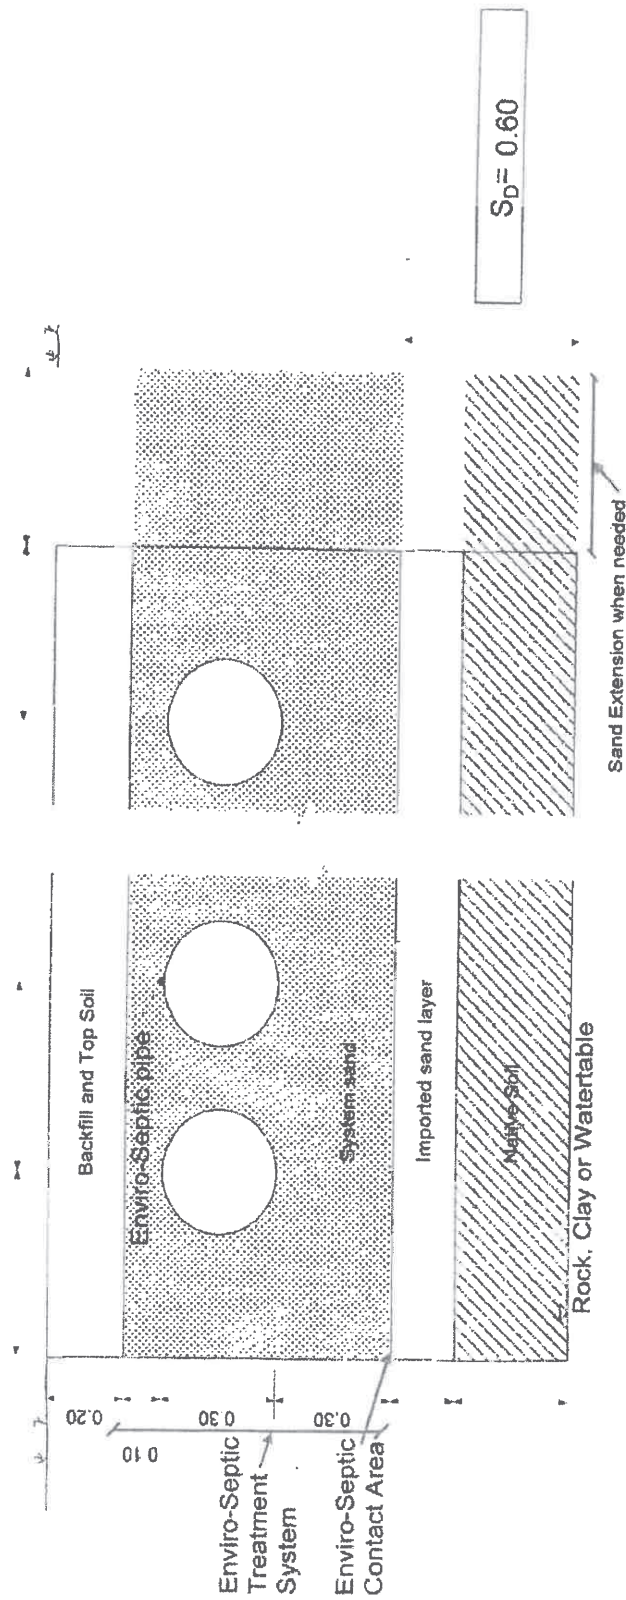 Backfill and Top Soil
Enviro-Septic pipe
System sand
Imported sand layer
Native Soil
Rock, Clay or Watertable
0.20
0.10
0.30
0.30
Enviro-Septic
Treatment
System
Enviro-Septic
Contact Area
Sand Extension when needed
S_D= 0.60